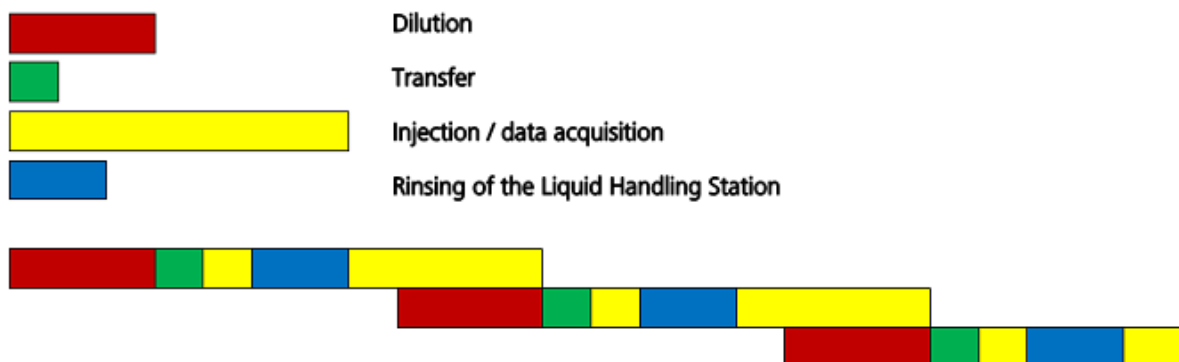 Dilution
Transfer
Injection / data acquisition
Rinsing of the Liquid Handling Station